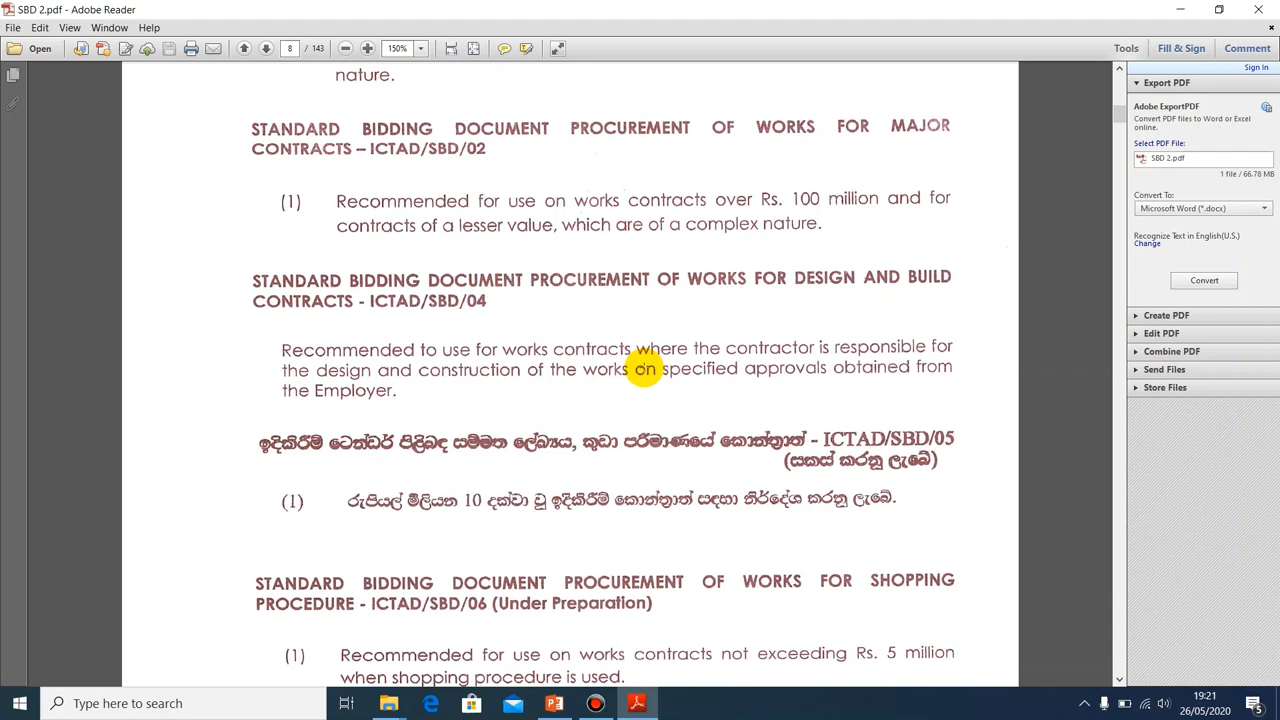 SBD 2.pdf - Adobe Reader
File Edit View Window Help
Open 8 / 143 150% Tools Fill & Sign Comment
Sign In
Export PDF
Adobe ExportPDF
Convert PDF files to Word or Excel
online.
Select PDF File:
SBD 2.pdf
1 file / 66.78 MB
Convert To:
Microsoft Word (*.docx)
Recognize Text in English(U.S.)
Change
Convert
Create PDF
Edit PDF
Combine PDF
Send Files
Store Files
nature.
STANDARD BIDDING DOCUMENT PROCUREMENT OF WORKS FOR MAJOR
CONTRACTS – ICTAD/SBD/02
(1) Recommended for use on works contracts over Rs. 100 million and for
contracts of a lesser value, which are of a complex nature.
STANDARD BIDDING DOCUMENT PROCUREMENT OF WORKS FOR DESIGN AND BUILD
CONTRACTS - ICTAD/SBD/04
Recommended to use for works contracts where the contractor is responsible for
the design and construction of the works on specified approvals obtained from
the Employer.
ඉදිකිරීම් ටෙන්ඩර් පිළිබඳ සම්මත ලේඛ්‍යය, කුඩා පරිමාණයේ කොන්ත්‍රාත් - ICTAD/SBD/05
(සකස් කරනු ලැබේ)
(1) රුපියල් මිලියන 10 දක්වා වූ ඉදිකිරීම් කොන්ත්‍රාත් සඳහා නිර්දේශ කරනු ලැබේ.
STANDARD BIDDING DOCUMENT PROCUREMENT OF WORKS FOR SHOPPING
PROCEDURE - ICTAD/SBD/06 (Under Preparation)
(1) Recommended for use on works contracts not exceeding Rs. 5 million
when shopping procedure is used.
Type here to search
19:21
26/05/2020
5